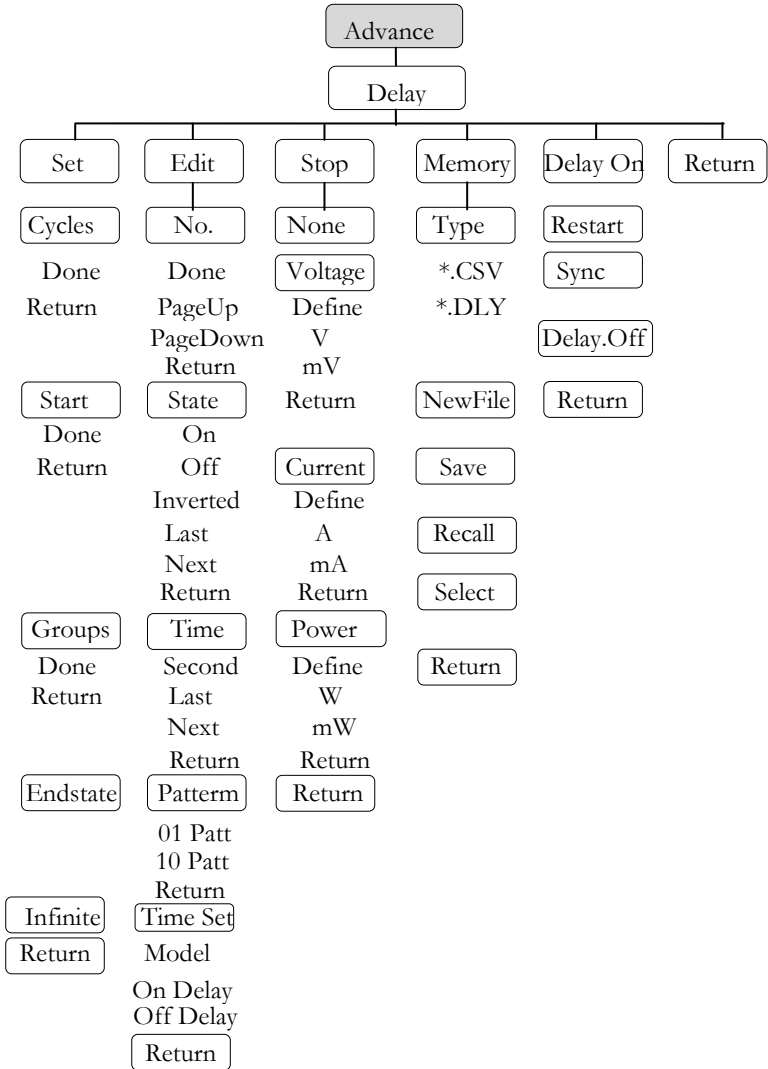 Advance
Delay
Set Edit Stop Memory Delay On Return
Cycles No. None Type Restart
Done Done Voltage *.CSV Sync
Return PageUp Define *.DLY
PageDown V Delay.Off
Return mV
Start State Return NewFile Return
Done On
Return Off Current Save
Inverted Define
Last A Recall
Next mA
Return Return Select
Groups Time Power
Done Second Define Return
Return Last W
Next mW
Return Return
Endstate Patterm Return
01 Patt
10 Patt
Return
Infinite Time Set
Return Model
On Delay
Off Delay
Return